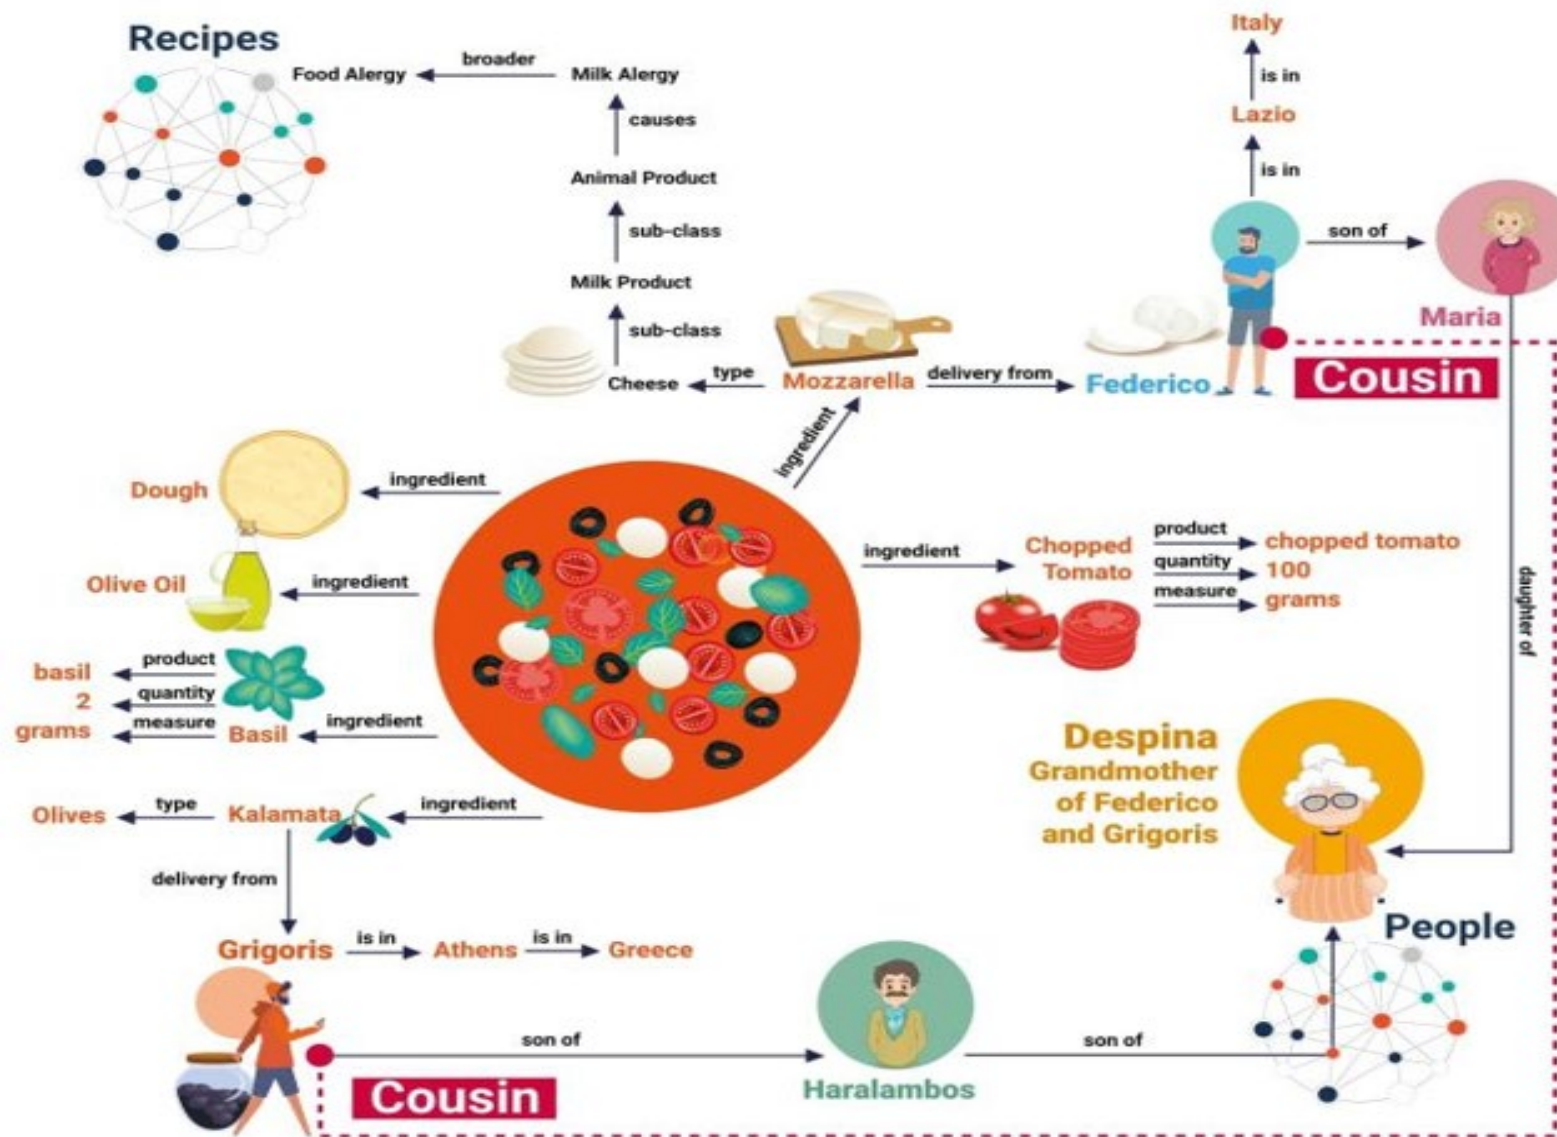 Recipes
Food Alergy
broader
Milk Alergy
causes
Animal Product
sub-class
Milk Product
sub-class
Cheese
type
Mozzarella
delivery from
Federico
Italy
is in
Lazio
is in
son of
Maria
Cousin
ingredient
Dough
ingredient
Olive Oil
ingredient
product
basil
quantity
2
measure
grams
Basil
ingredient
Olives
type
Kalamata
ingredient
delivery from
Grigoris
is in
Athens
is in
Greece
ingredient
Chopped
Tomato
product
chopped tomato
quantity
100
measure
grams
daughter of
Despina
Grandmother
of Federico
and Grigoris
People
son of
Haralambos
son of
Cousin